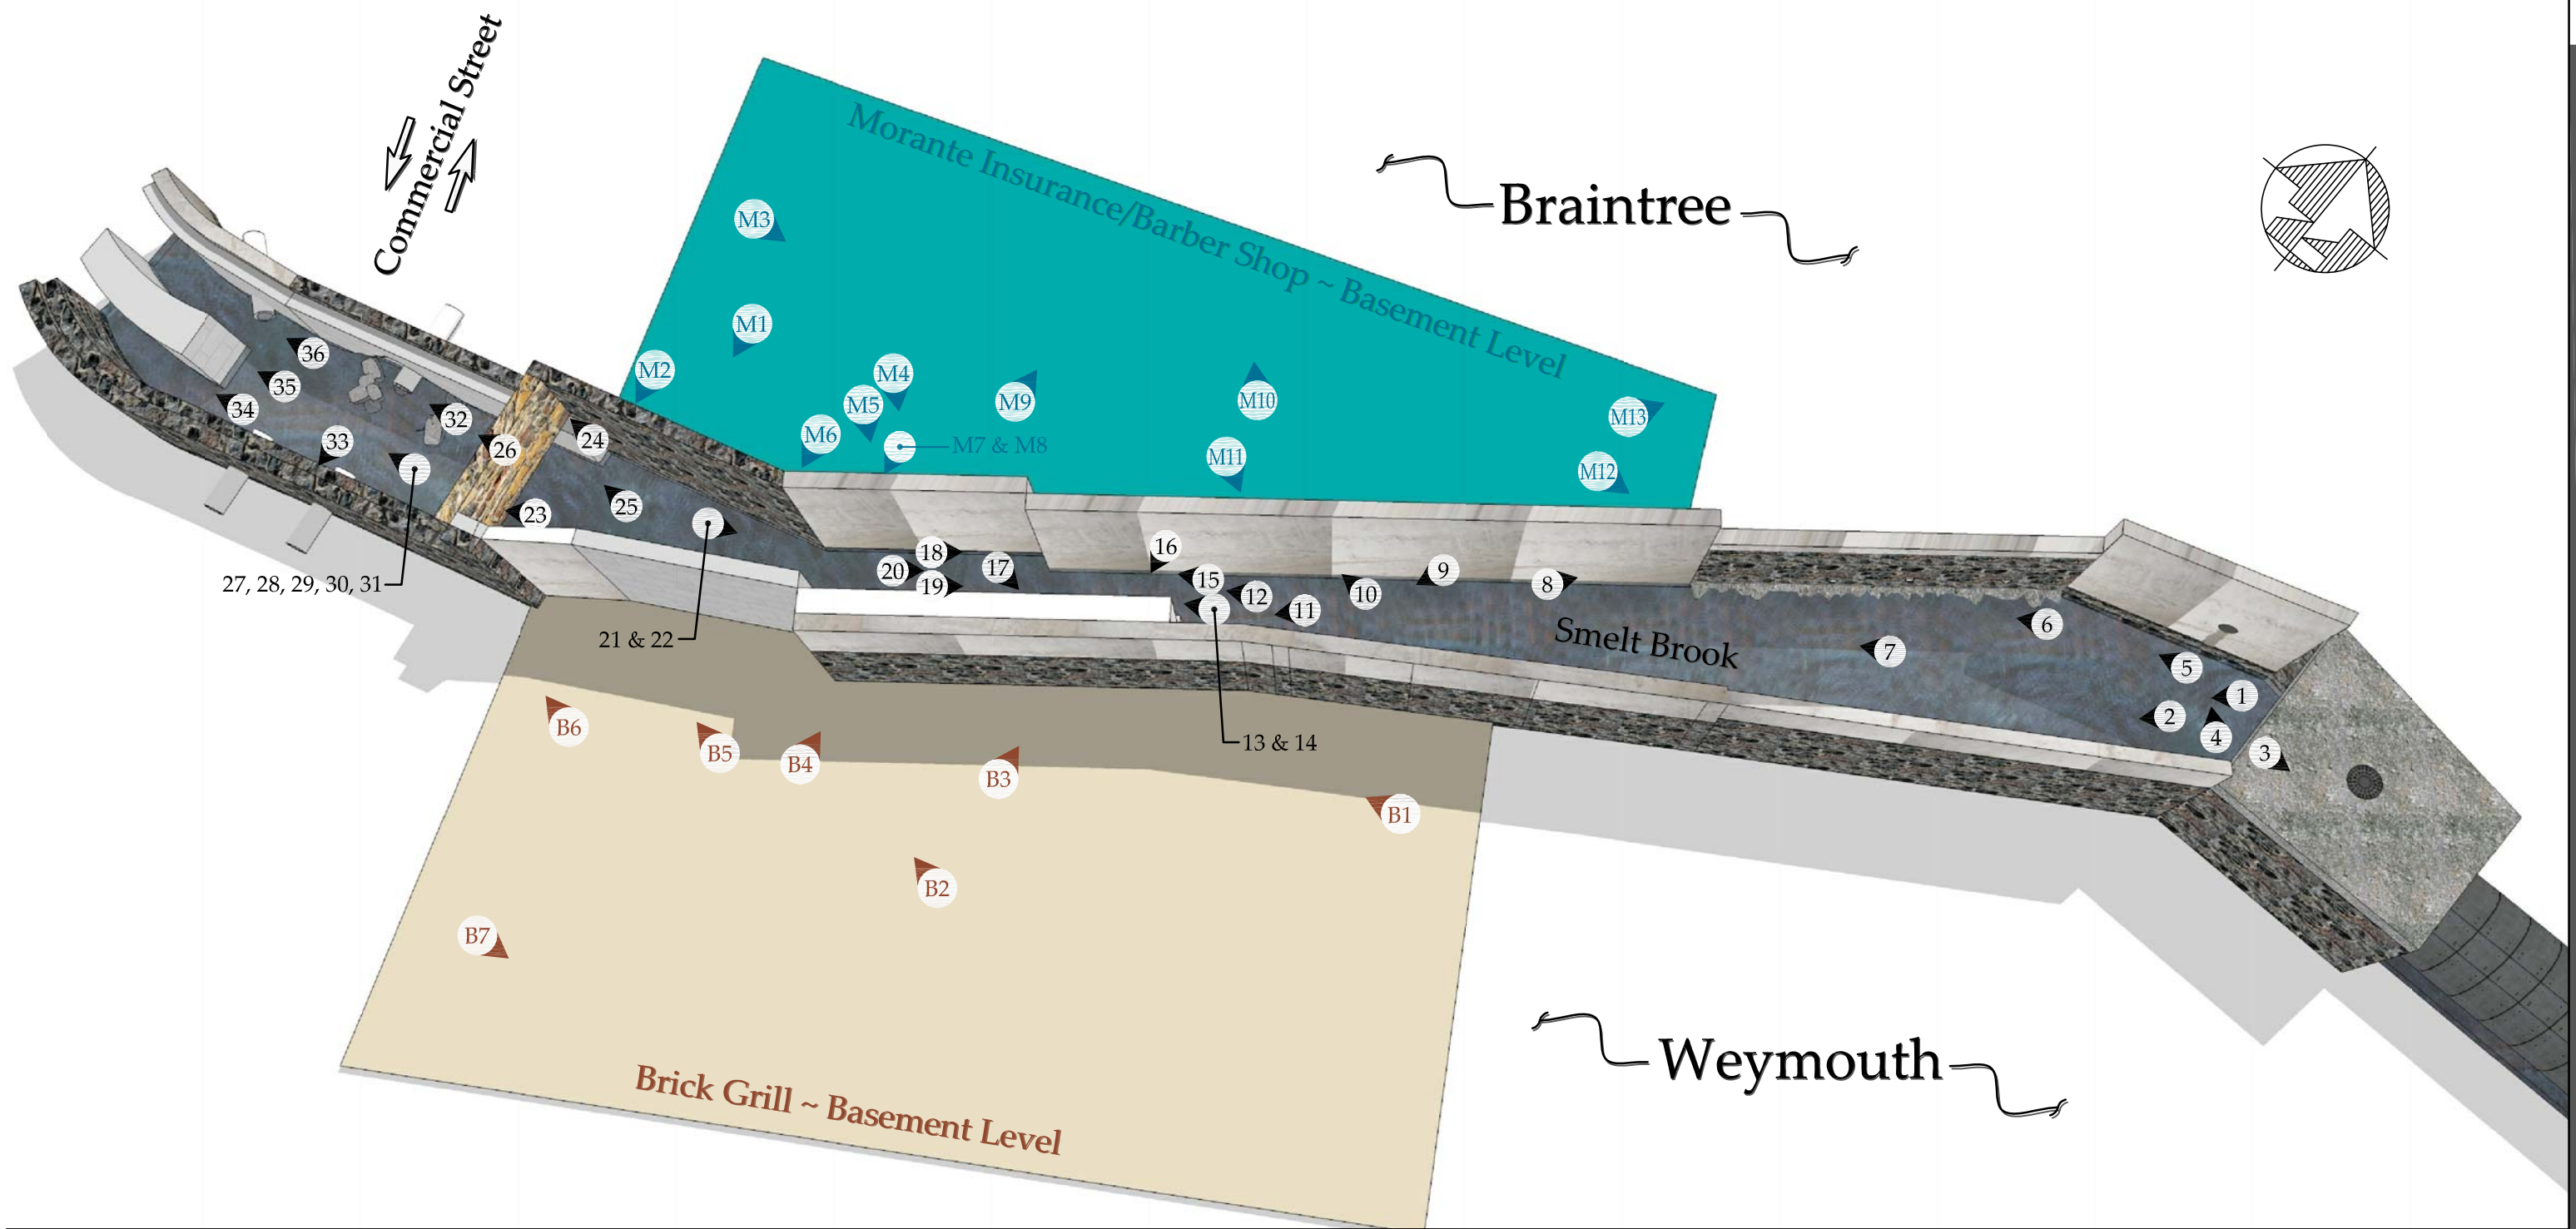 Commercial Street
Morante Insurance/Barber Shop ~ Basement Level
Braintree
M3
M1
M2
M4
M5
M6
M7 & M8
M9
M10
M11
M13
M12
36
35
34
33
32
26
24
25
23
27, 28, 29, 30, 31
21 & 22
18
20
19
17
16
15
12
11
13 & 14
10
9
8
Smelt Brook
7
6
5
1
2
4
3
B6
B5
B4
B3
B1
B2
B7
Weymouth
Brick Grill ~ Basement Level